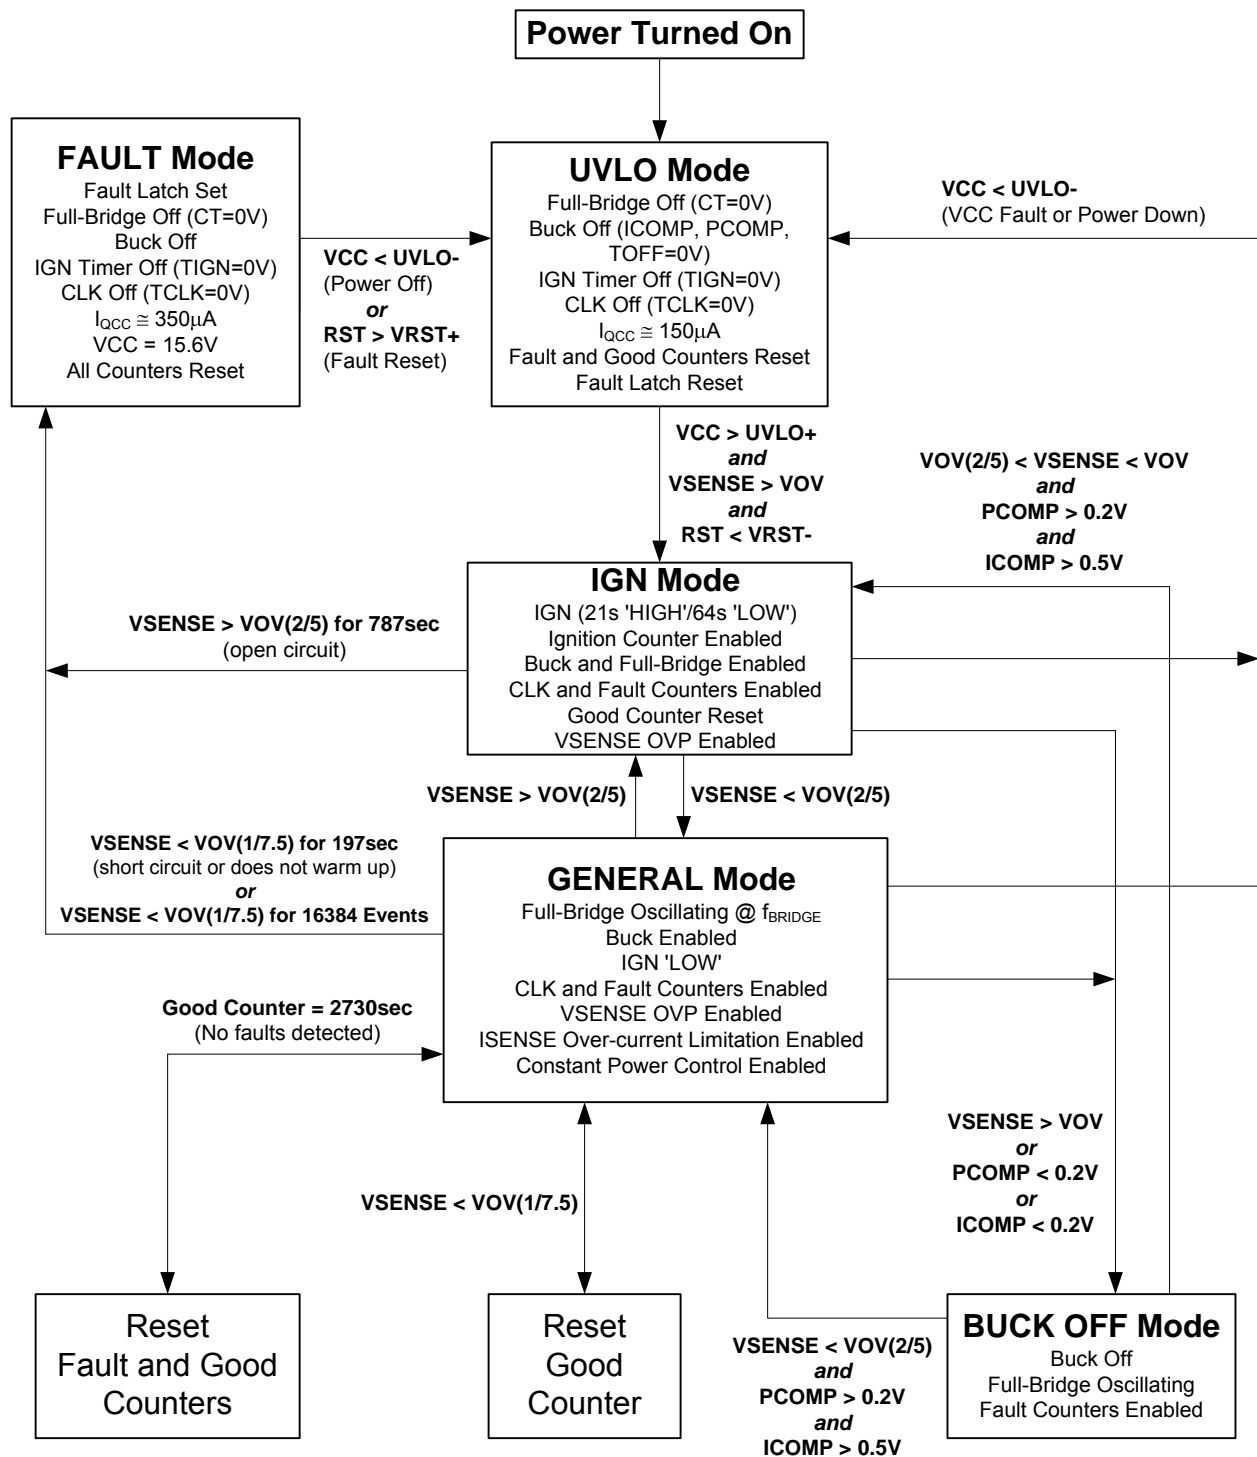 Power Turned On
FAULT Mode
Fault Latch Set
Full-Bridge Off (CT=0V)
Buck Off
IGN Timer Off (TIGN=0V)
CLK Off (TCLK=0V)
IQCC ≅ 350µA
VCC = 15.6V
All Counters Reset
VCC < UVLO-
(Power Off)
or
RST > VRST+
(Fault Reset)
UVLO Mode
Full-Bridge Off (CT=0V)
Buck Off (ICOMP, PCOMP,
TOFF=0V)
IGN Timer Off (TIGN=0V)
CLK Off (TCLK=0V)
IQCC ≅ 150µA
Fault and Good Counters Reset
Fault Latch Reset
VCC < UVLO-
(VCC Fault or Power Down)
VCC > UVLO+
and
VSENSE > VOV
and
RST < VRST-
VOV(2/5) < VSENSE < VOV
and
PCOMP > 0.2V
and
ICOMP > 0.5V
VSENSE > VOV(2/5) for 787sec
(open circuit)
IGN Mode
IGN (21s 'HIGH'/64s 'LOW')
Ignition Counter Enabled
Buck and Full-Bridge Enabled
CLK and Fault Counters Enabled
Good Counter Reset
VSENSE OVP Enabled
VSENSE > VOV(2/5)
VSENSE < VOV(2/5)
VSENSE < VOV(1/7.5) for 197sec
(short circuit or does not warm up)
or
VSENSE < VOV(1/7.5) for 16384 Events
GENERAL Mode
Full-Bridge Oscillating @ fBRIDGE
Buck Enabled
IGN 'LOW'
CLK and Fault Counters Enabled
VSENSE OVP Enabled
ISENSE Over-current Limitation Enabled
Constant Power Control Enabled
Good Counter = 2730sec
(No faults detected)
VSENSE < VOV(1/7.5)
VSENSE > VOV
or
PCOMP < 0.2V
or
ICOMP < 0.2V
Reset
Fault and Good
Counters
Reset
Good
Counter
VSENSE < VOV(2/5)
and
PCOMP > 0.2V
and
ICOMP > 0.5V
BUCK OFF Mode
Buck Off
Full-Bridge Oscillating
Fault Counters Enabled